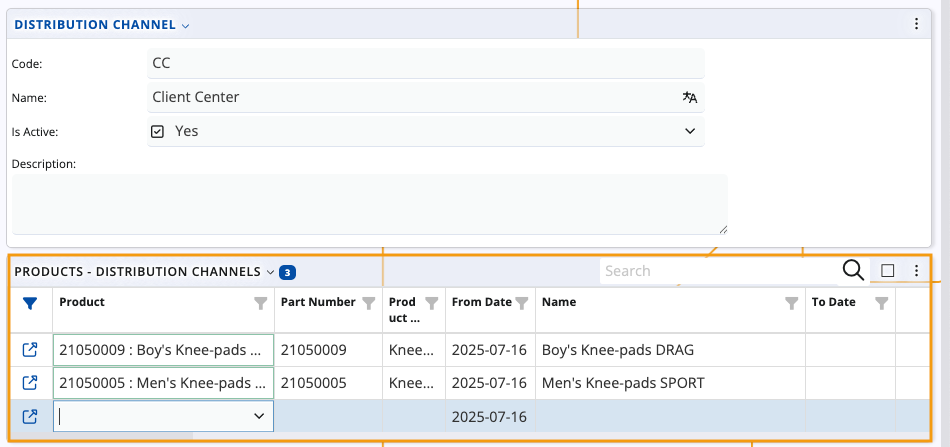 DISTRIBUTION CHANNEL
Code: CC
Name: Client Center
Is Active: Yes
Description:
PRODUCTS - DISTRIBUTION CHANNELS 3 Search
Product Part Number Prod uct ... From Date Name To Date
21050009 : Boy's Knee-pads ... 21050009 Knee... 2025-07-16 Boy's Knee-pads DRAG
21050005 : Men's Knee-pads ... 21050005 Knee... 2025-07-16 Men's Knee-pads SPORT
2025-07-16